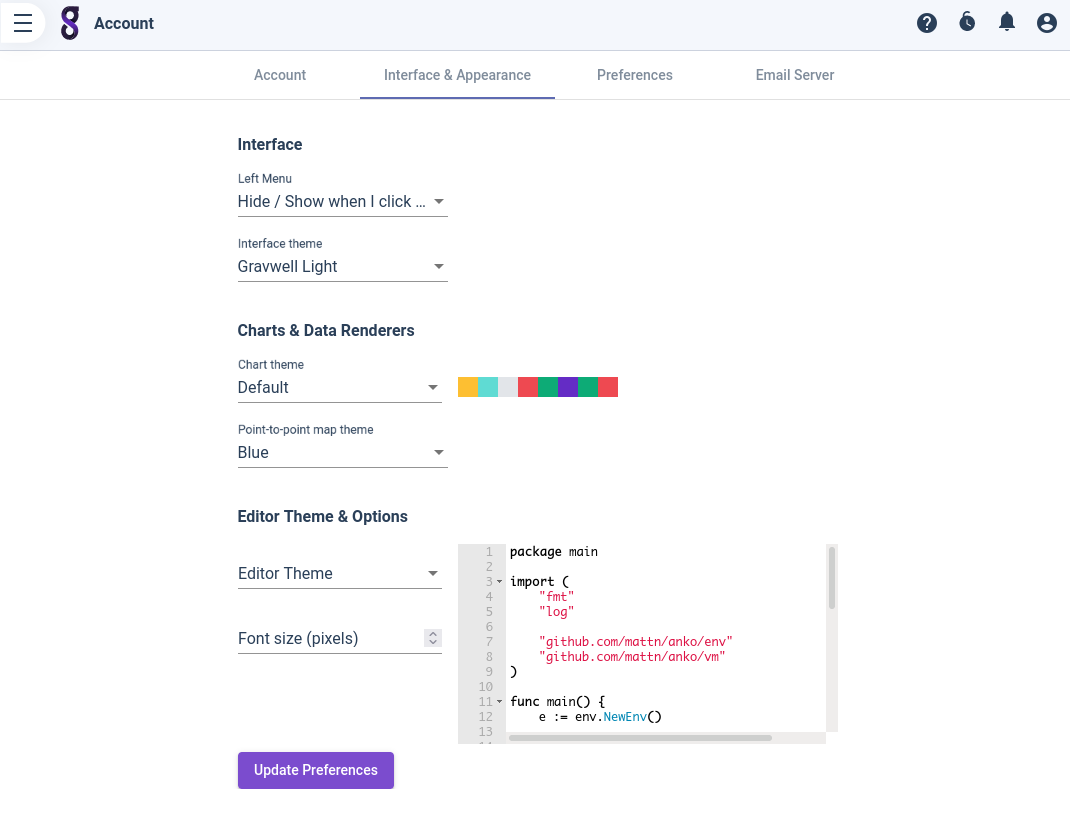 Account
Account
Interface & Appearance
Preferences
Email Server
Interface
Left Menu
Hide / Show when I click ...
Interface theme
Gravwell Light
Charts & Data Renderers
Chart theme
Default
Point-to-point map theme
Blue
Editor Theme & Options
Editor Theme
Font size (pixels)
1 package main
2
3 import (
4 "fmt"
5 "log"
6
7 "github.com/mattn/anko/env"
8 "github.com/mattn/anko/vm"
9 )
10
11 func main() {
12 e := env.NewEnv()
13
Update Preferences